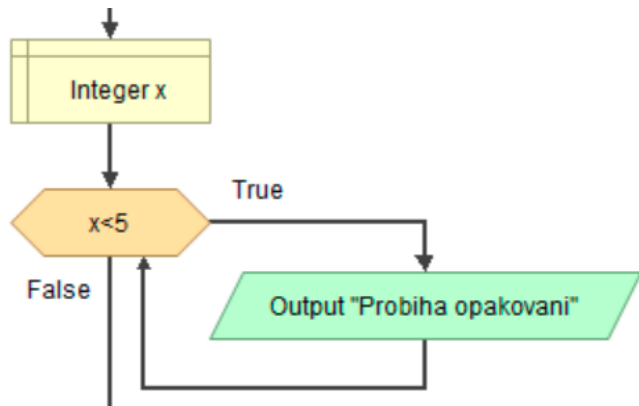 Integer x
True
x<5
False
Output "Probiha opakovani"